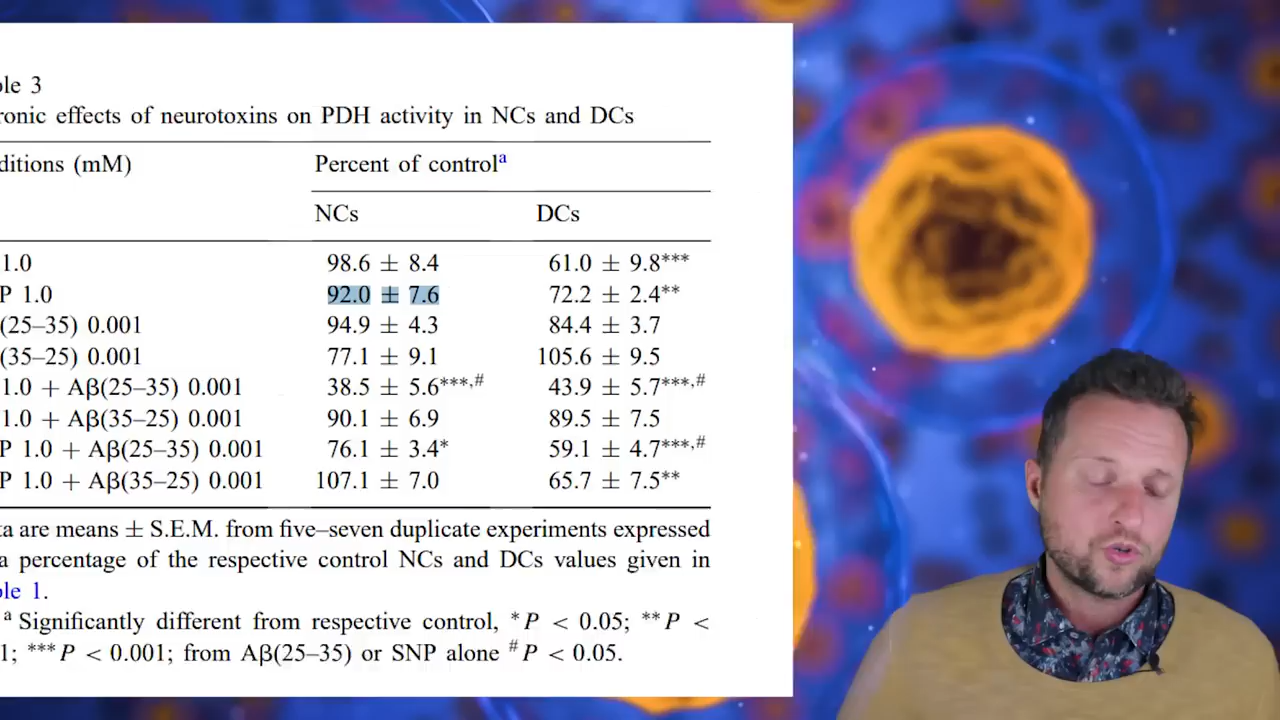 ble 3
ronic effects of neurotoxins on PDH activity in NCs and DCs
ditions (mM) Percent of controlᵃ
NCs DCs
1.0 98.6 ± 8.4 61.0 ± 9.8***
P 1.0 92.0 ± 7.6 72.2 ± 2.4**
(25–35) 0.001 94.9 ± 4.3 84.4 ± 3.7
(35–25) 0.001 77.1 ± 9.1 105.6 ± 9.5
1.0 + Aβ(25–35) 0.001 38.5 ± 5.6***,# 43.9 ± 5.7***,#
1.0 + Aβ(35–25) 0.001 90.1 ± 6.9 89.5 ± 7.5
P 1.0 + Aβ(25–35) 0.001 76.1 ± 3.4* 59.1 ± 4.7***,#
P 1.0 + Aβ(35–25) 0.001 107.1 ± 7.0 65.7 ± 7.5**
ta are means ± S.E.M. from five–seven duplicate experiments expressed
a percentage of the respective control NCs and DCs values given in
ble 1.
ᵃ Significantly different from respective control, *P < 0.05; **P <
1; ***P < 0.001; from Aβ(25–35) or SNP alone #P < 0.05.